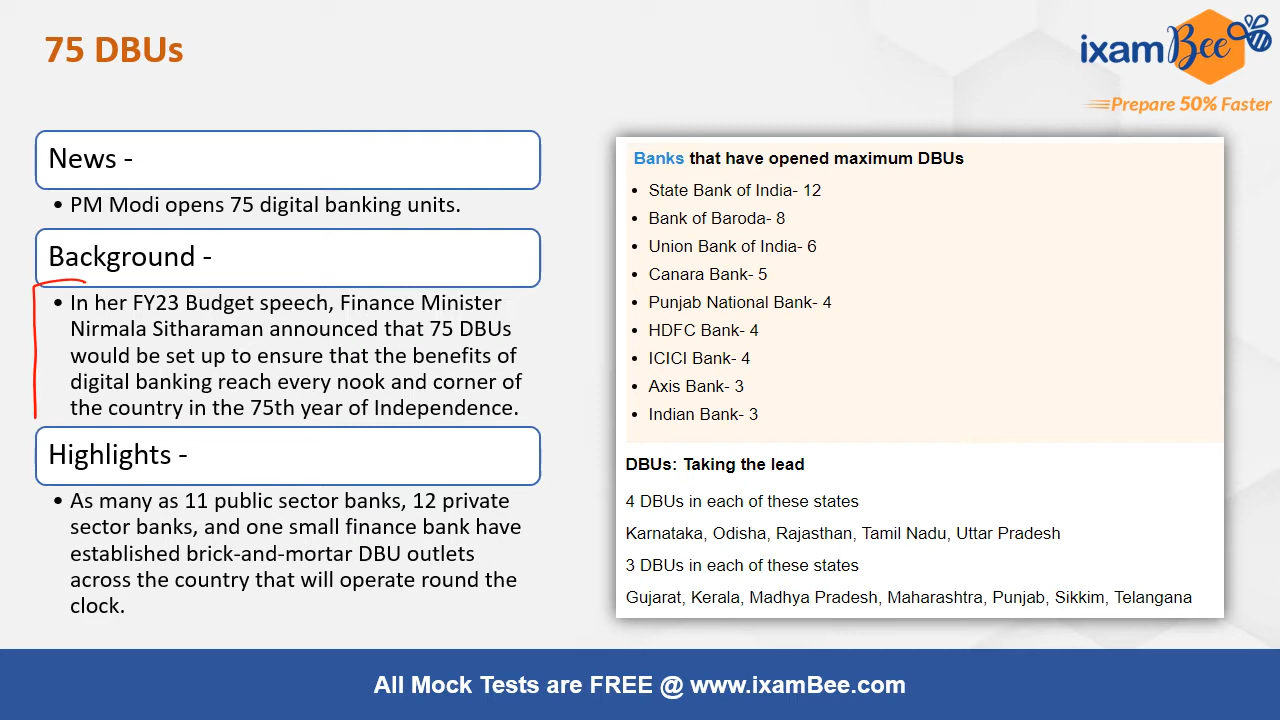 75 DBUs
ixamBee
Prepare 50% Faster
News -
• PM Modi opens 75 digital banking units.
Background -
• In her FY23 Budget speech, Finance Minister
Nirmala Sitharaman announced that 75 DBUs
would be set up to ensure that the benefits of
digital banking reach every nook and corner of
the country in the 75th year of Independence.
Highlights -
• As many as 11 public sector banks, 12 private
sector banks, and one small finance bank have
established brick-and-mortar DBU outlets
across the country that will operate round the
clock.
Banks that have opened maximum DBUs
• State Bank of India- 12
• Bank of Baroda- 8
• Union Bank of India- 6
• Canara Bank- 5
• Punjab National Bank- 4
• HDFC Bank- 4
• ICICI Bank- 4
• Axis Bank- 3
• Indian Bank- 3
DBUs: Taking the lead
4 DBUs in each of these states
Karnataka, Odisha, Rajasthan, Tamil Nadu, Uttar Pradesh
3 DBUs in each of these states
Gujarat, Kerala, Madhya Pradesh, Maharashtra, Punjab, Sikkim, Telangana
All Mock Tests are FREE @ www.ixamBee.com